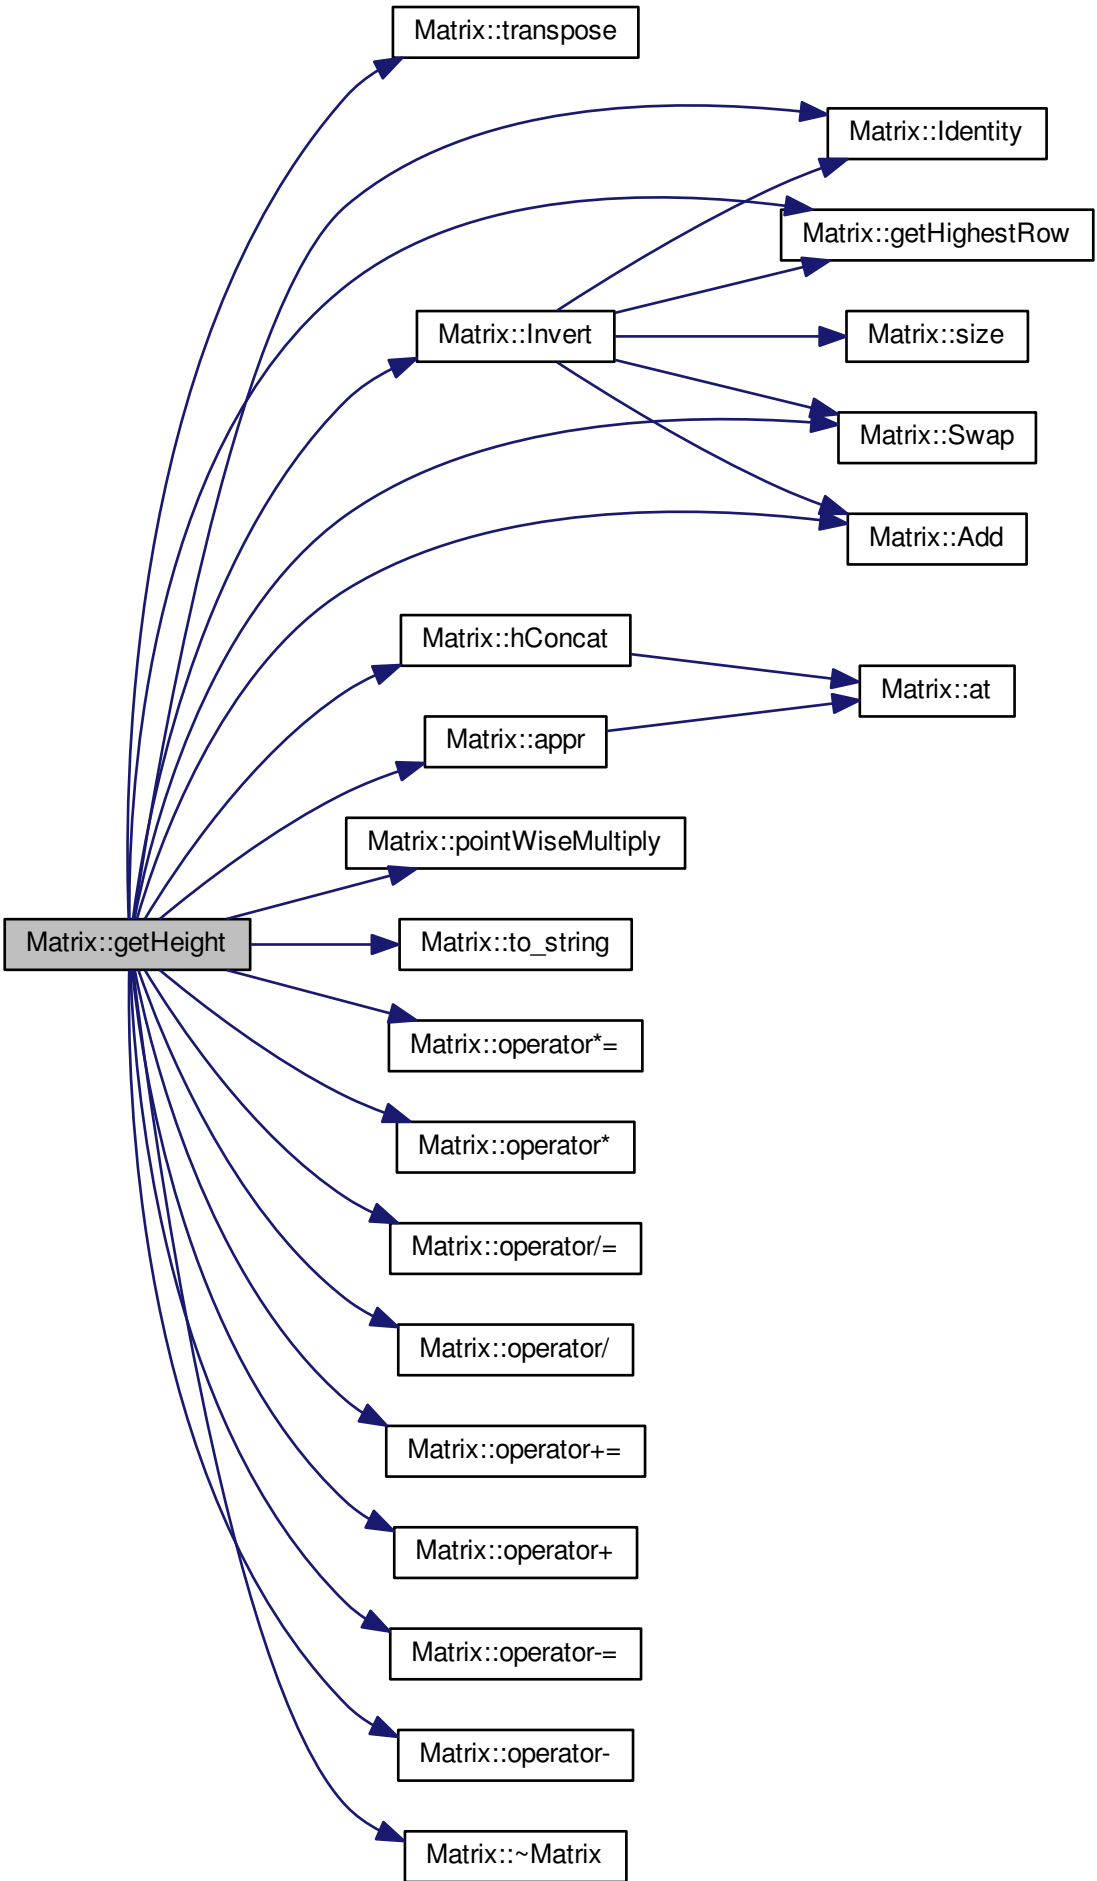 Matrix::transpose
Matrix::Identity
Matrix::getHighestRow
Matrix::Invert
Matrix::size
Matrix::Swap
Matrix::Add
Matrix::hConcat
Matrix::at
Matrix::appr
Matrix::pointWiseMultiply
Matrix::getHeight
Matrix::to_string
Matrix::operator*=
Matrix::operator*
Matrix::operator/=
Matrix::operator/
Matrix::operator+=
Matrix::operator+
Matrix::operator-=
Matrix::operator-
Matrix::~Matrix